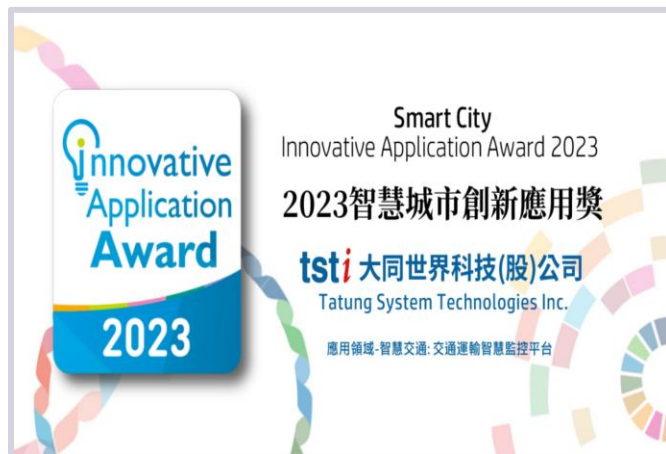 innovative
Application
Award
2023
Smart City
Innovative Application Award 2023
2023智慧城市創新應用獎
tsti 大同世界科技(股)公司
Tatung System Technologies Inc.
應用領域-智慧交通: 交通運輸智慧監控平台